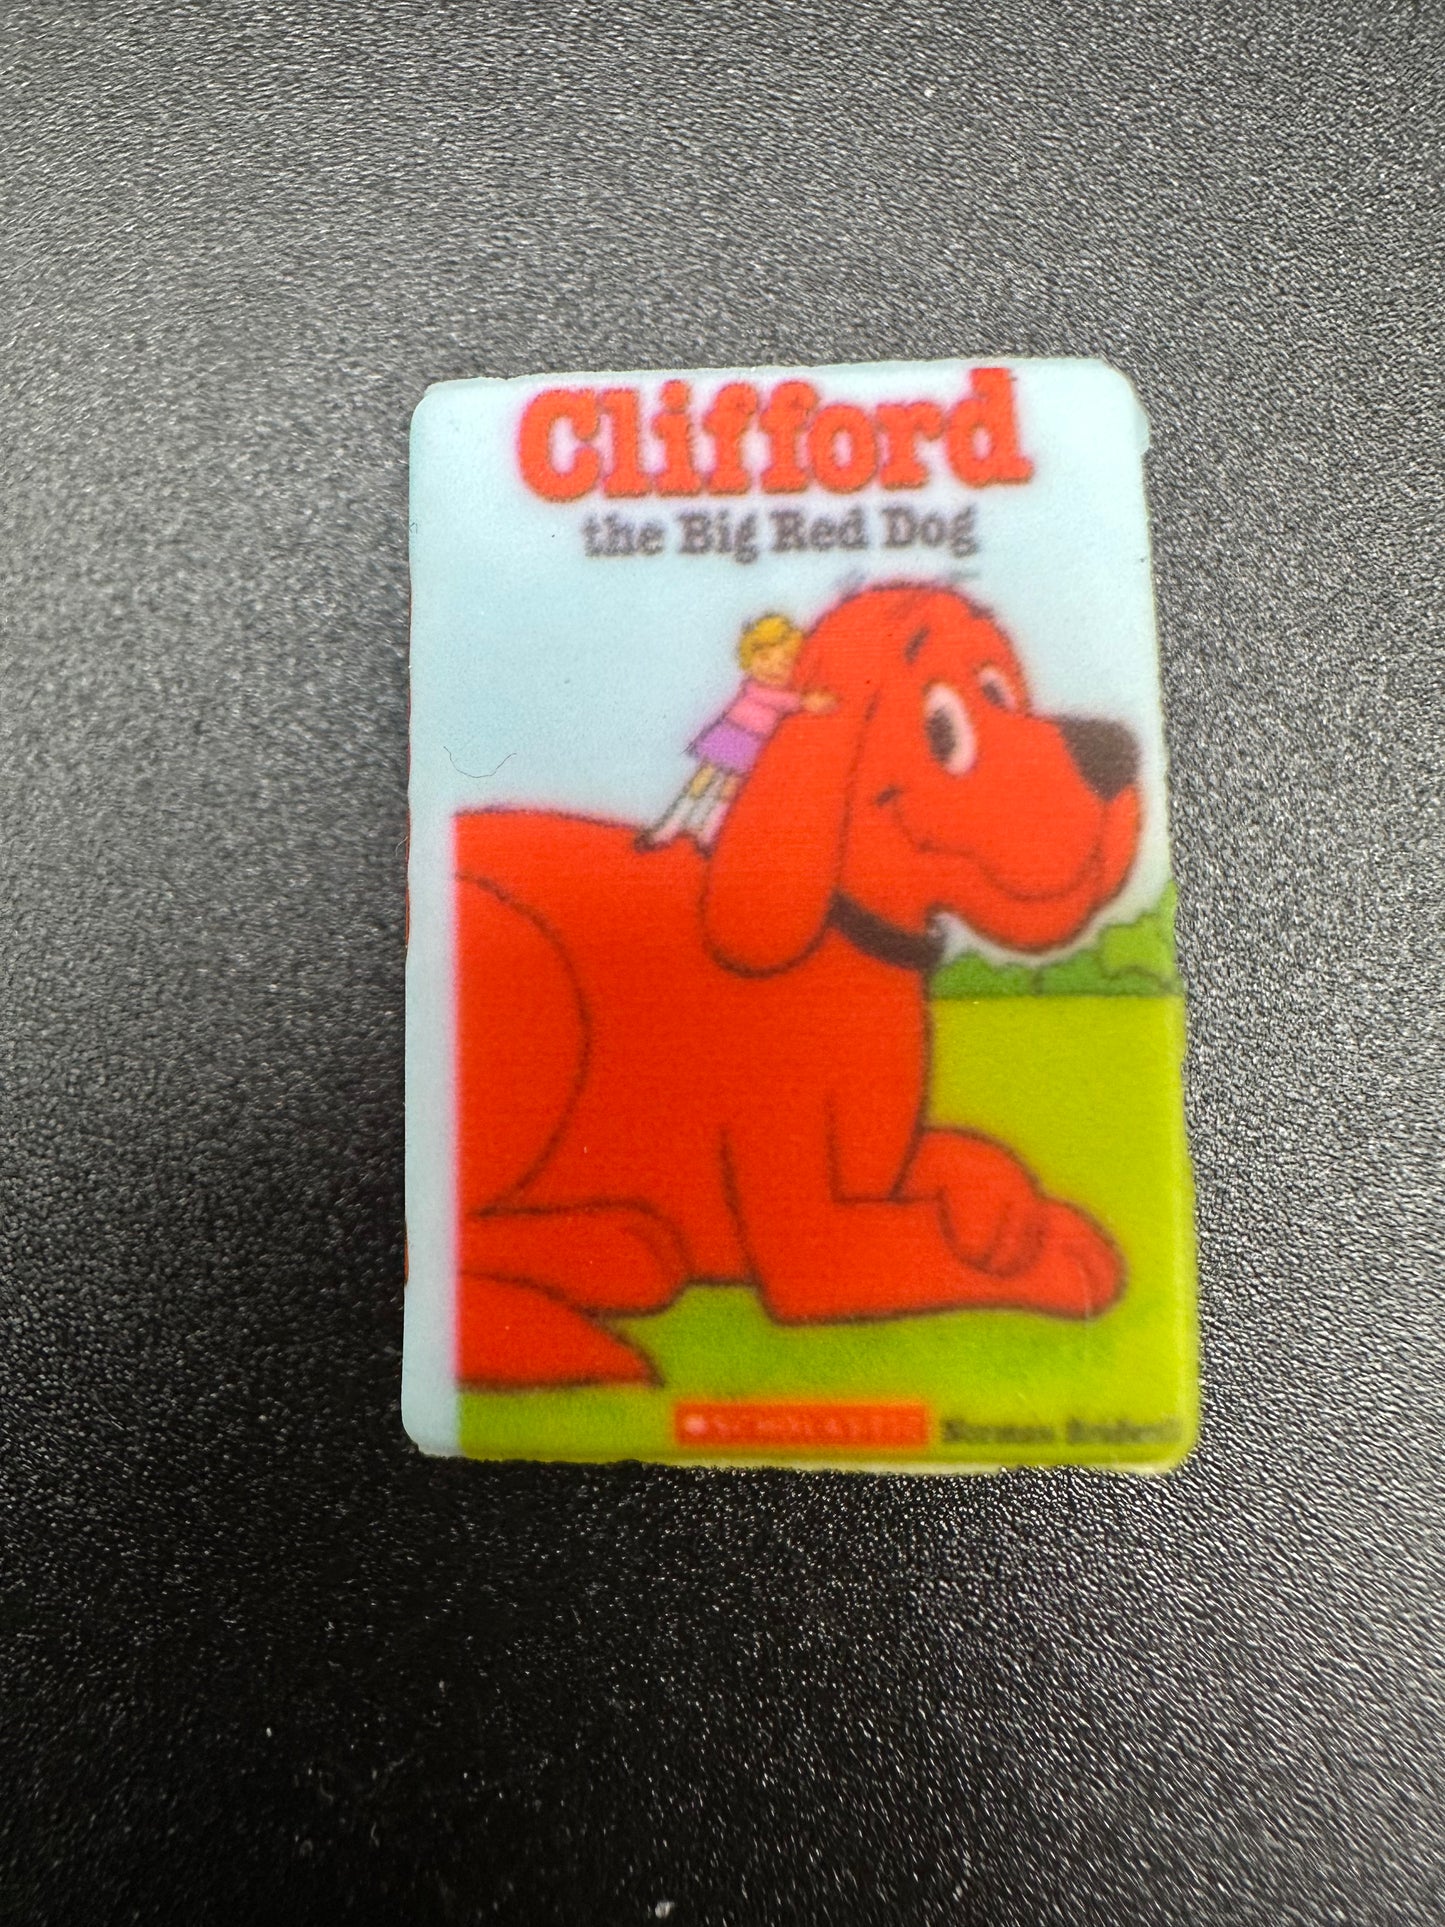 Clifford
the Big Red Dog
SCHOLASTIC Norman Bridwell